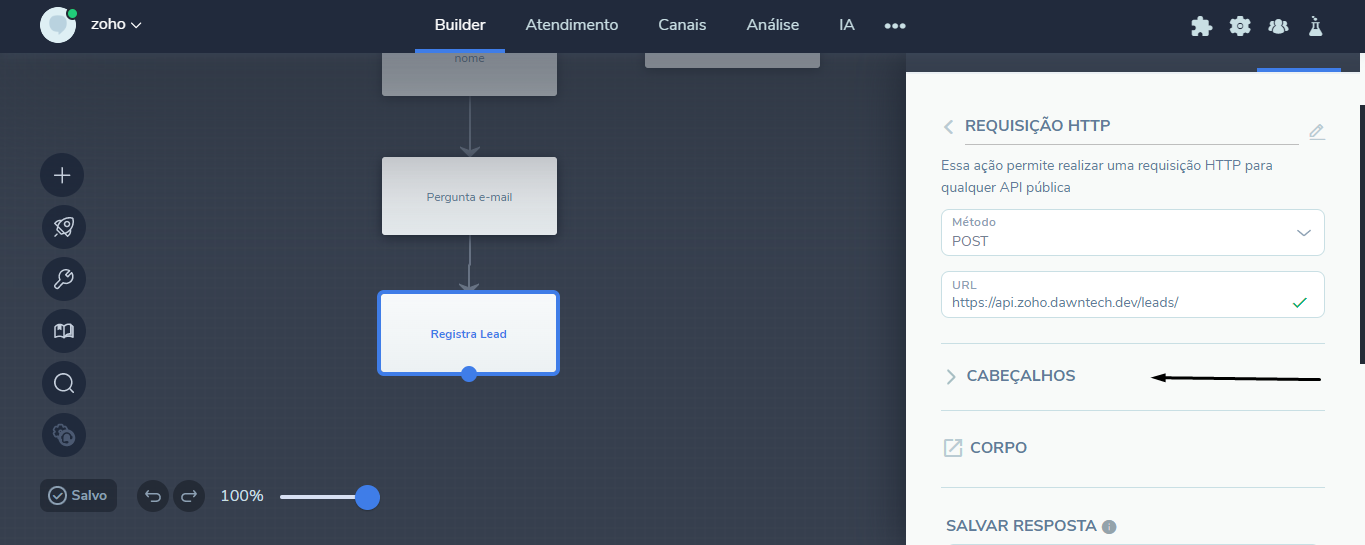 zoho
Builder
Atendimento
Canais
Análise
IA
nome
Pergunta e-mail
Registra Lead
Salvo
100%
REQUISIÇÃO HTTP
Essa ação permite realizar uma requisição HTTP para
qualquer API pública
Método
POST
URL
https://api.zoho.dawntech.dev/leads/
CABEÇALHOS
CORPO
SALVAR RESPOSTA